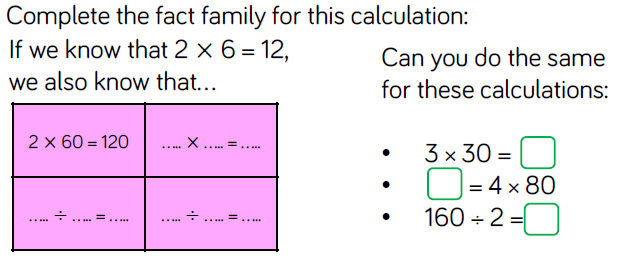 Complete the fact family for this calculation:
If we know that 2 × 6 = 12,
we also know that...
2 × 60 = 120
..... × ..... = .....
..... ÷ ..... = .....
..... ÷ ..... = .....
Can you do the same
for these calculations:
• 3 × 30 = □
• □ = 4 × 80
• 160 ÷ 2 = □